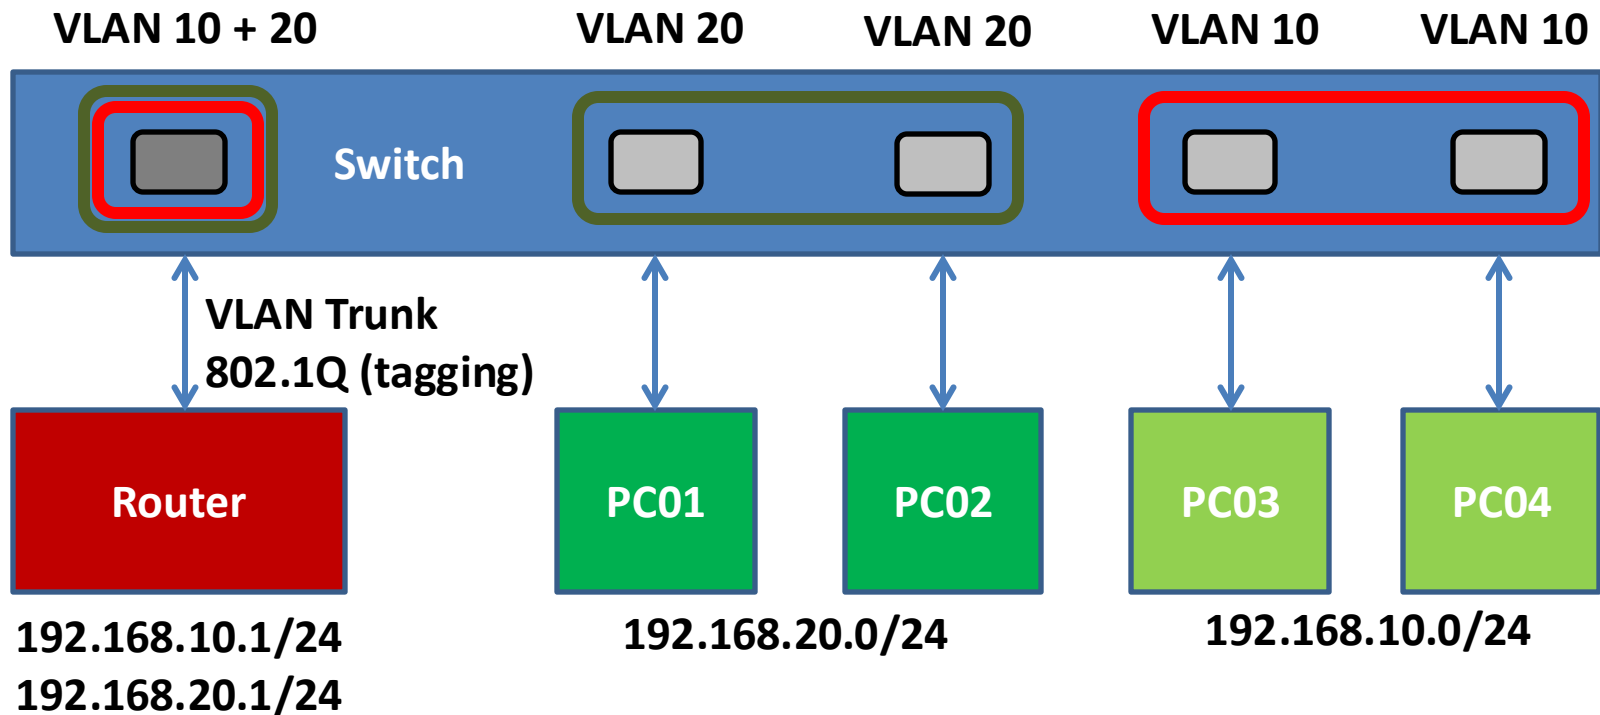 VLAN 10 + 20
VLAN 20
VLAN 20
VLAN 10
VLAN 10
Switch
VLAN Trunk
802.1Q (tagging)
Router
PC01
PC02
PC03
PC04
192.168.10.1/24
192.168.20.1/24
192.168.20.0/24
192.168.10.0/24